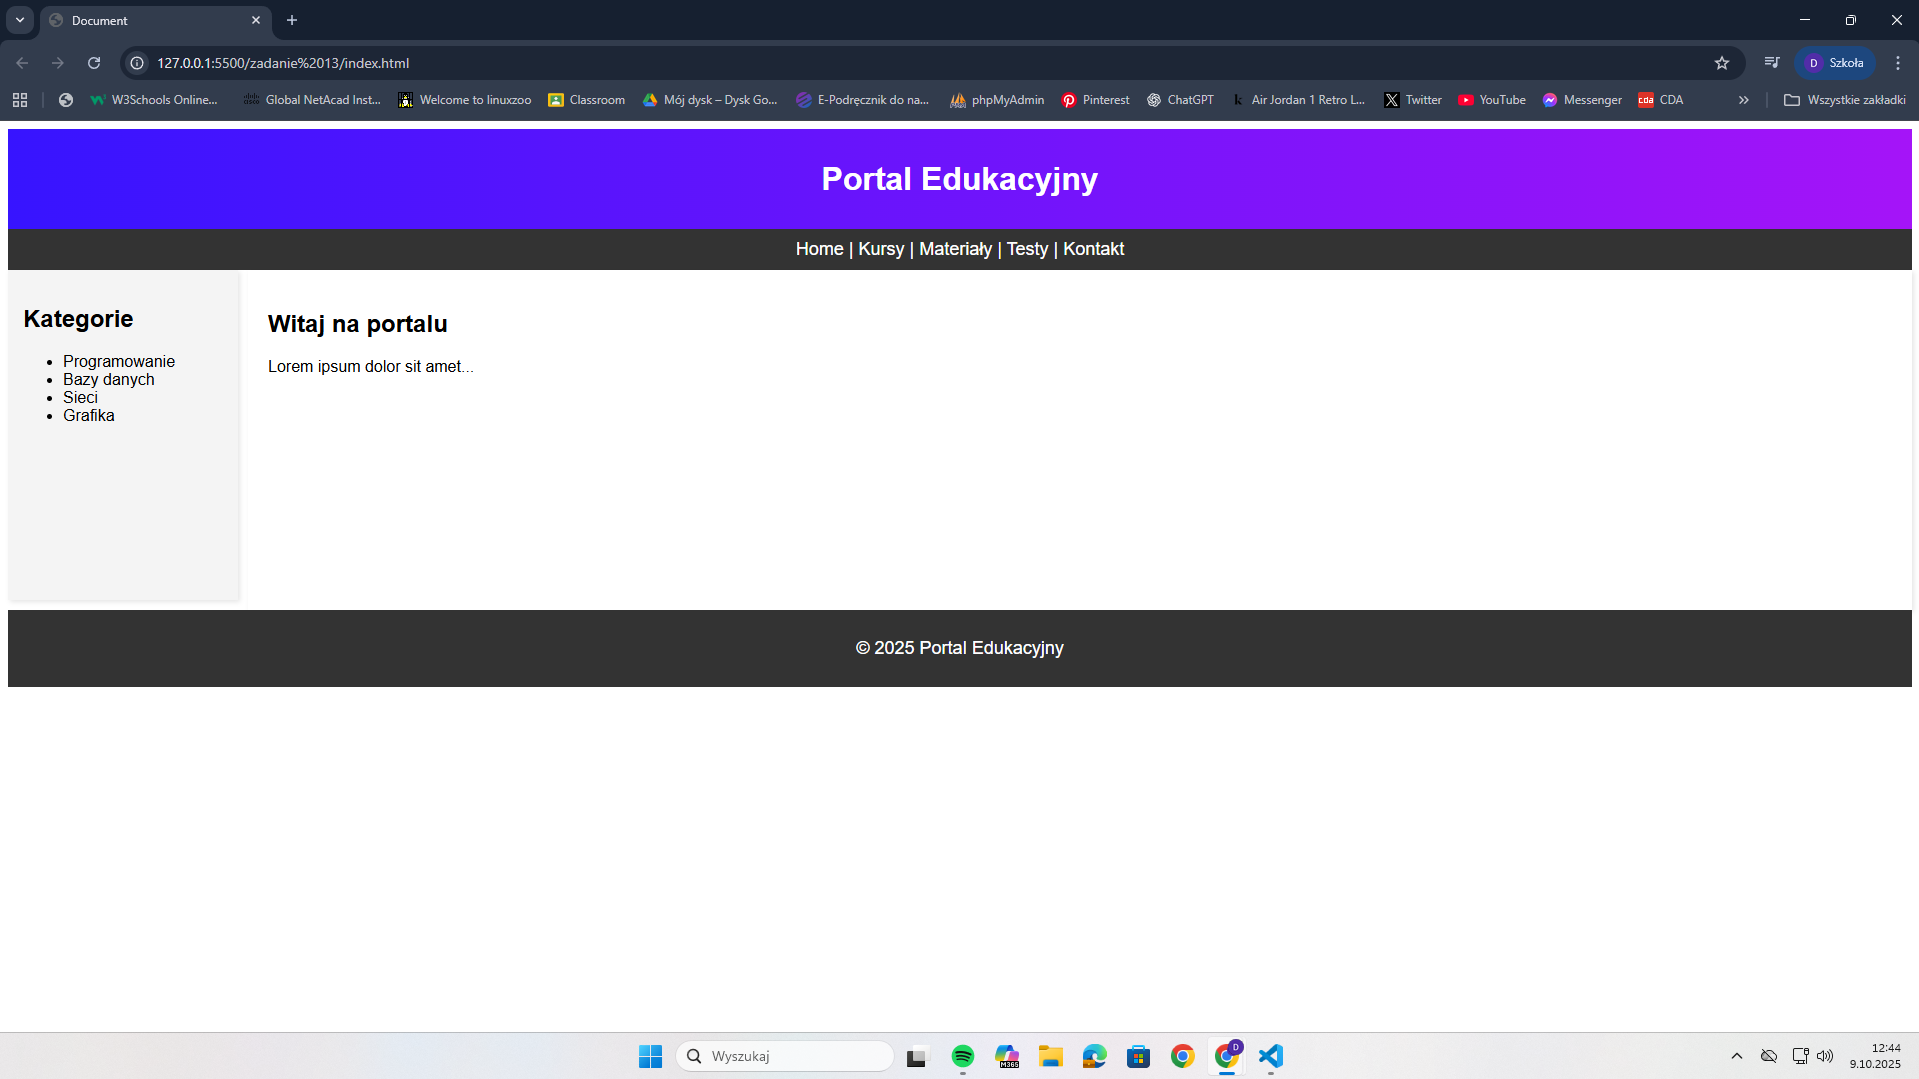 Document
127.0.0.1:5500/zadanie%2013/index.html
D Szkoła
W3Schools Online... Global NetAcad Inst... Welcome to linuxzoo Classroom Mój dysk – Dysk Go... E-Podręcznik do na... phpMyAdmin Pinterest ChatGPT Air Jordan 1 Retro L... Twitter YouTube Messenger CDA Wszystkie zakładki
Portal Edukacyjny
Home | Kursy | Materiały | Testy | Kontakt
Kategorie
Programowanie
Bazy danych
Sieci
Grafika
Witaj na portalu
Lorem ipsum dolor sit amet...
© 2025 Portal Edukacyjny
Wyszukaj
M365
D
12:44
9.10.2025